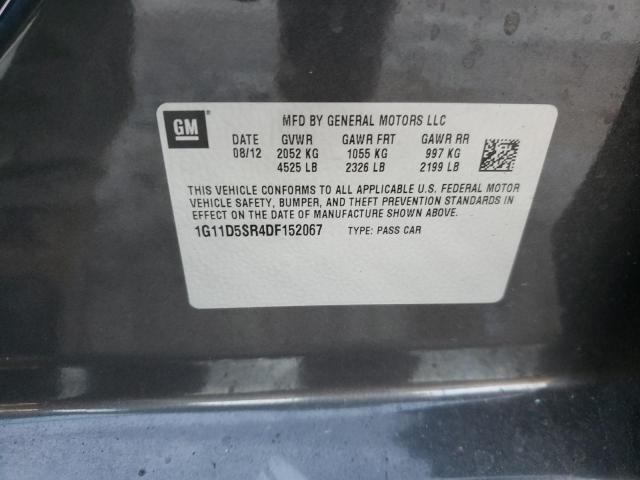 GM
MFD BY GENERAL MOTORS LLC
DATE GVWR GAWR FRT GAWR RR
08/12 2052 KG 1055 KG 997 KG
4525 LB 2326 LB 2199 LB
THIS VEHICLE CONFORMS TO ALL APPLICABLE U.S. FEDERAL MOTOR
VEHICLE SAFETY, BUMPER, AND THEFT PREVENTION STANDARDS IN
EFFECT ON THE DATE OF MANUFACTURE SHOWN ABOVE.
1G11D5SR4DF152067 TYPE: PASS CAR